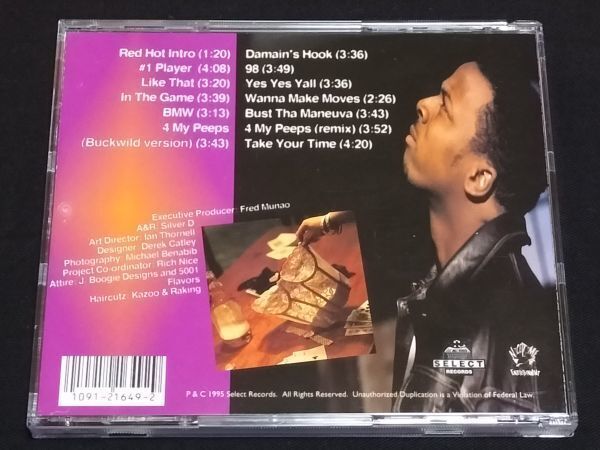 Red Hot Intro (1:20)
#1 Player (4:08)
Like That (3:20)
In The Game (3:39)
BMW (3:13)
4 My Peeps
(Buckwild version) (3:43)
Damain's Hook (3:36)
98 (3:49)
Yes Yes Yall (3:36)
Wanna Make Moves (2:26)
Bust Tha Maneuva (3:43)
4 My Peeps (remix) (3:52)
Take Your Time (4:20)
Executive Producer: Fred Munao
A&R: Silver D
Art Director: Ian Thornell
Designer: Derek Catley
Photography: Michael Benabib
Project Co-ordinator: Rich Nice
Attire: J. Boogie Designs and 5001
Flavors
Haircutz: Kazoo & Raking
1091-21649-2
SELECT
RECORDS
P & C 1995 Select Records. All Rights Reserved. Unauthorized Duplication is a Violation of Federal Law.